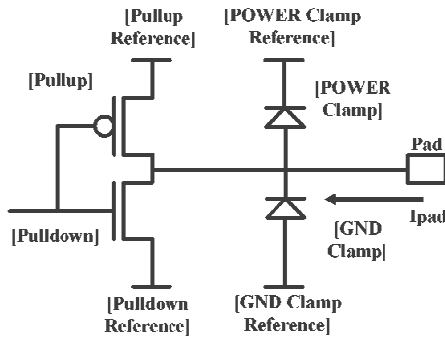 [Pullup
Reference]
[POWER Clamp
Reference]
[Pullup]
[POWER
Clamp]
Pad
[Pulldown]
Ipad
[GND
Clamp]
[Pulldown
Reference]
[GND Clamp
Reference]